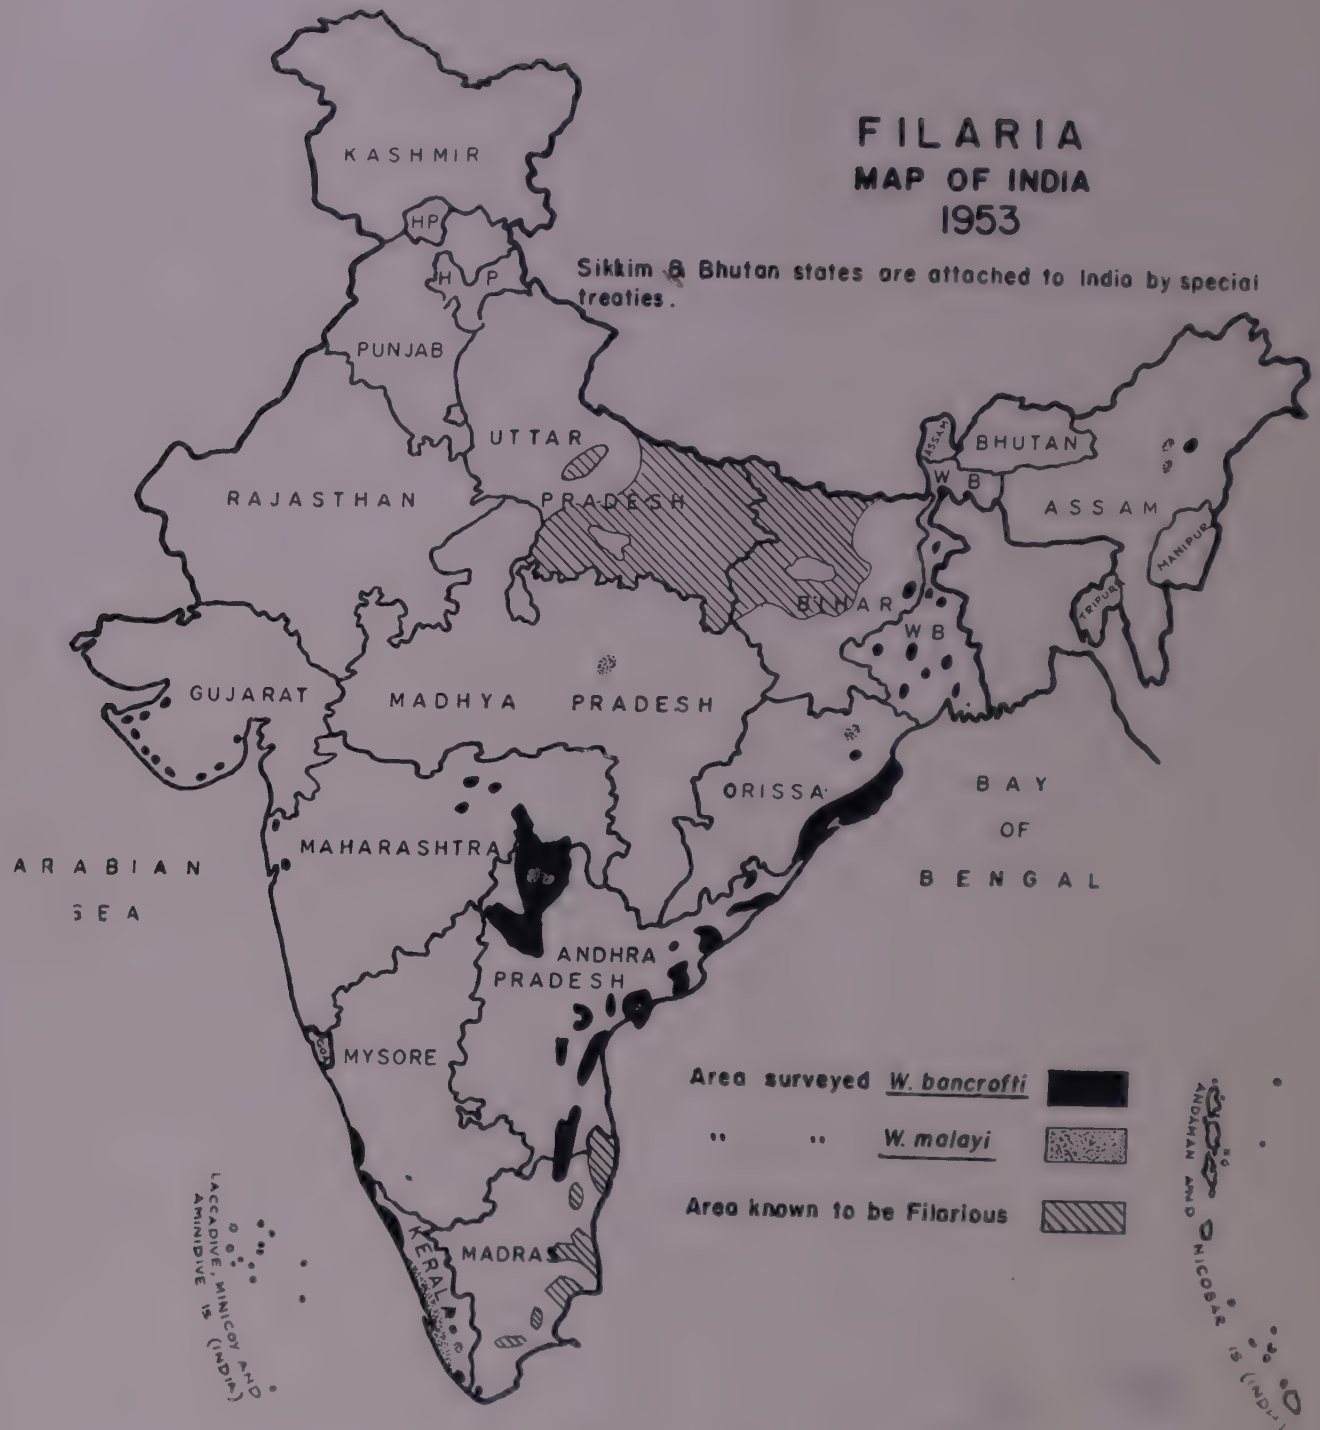 FILARIA
MAP OF INDIA
1953
Sikkim & Bhutan states are attached to India by special
treaties.
KASHMIR
HP
H P
PUNJAB
UTTAR
PRADESH
RAJASTHAN
ASSAM
BHUTAN
W B
ASSAM
MANIPUR
TRIPURA
BIHAR
W B
GUJARAT
MADHYA PRADESH
ORISSA
BAY
OF
BENGAL
MAHARASHTRA
ARABIAN
SEA
ANDHRA
PRADESH
GOA
MYSORE
Area surveyed W. bancrofti
" " W. malayi
Area known to be Filarious
KERALA
MADRAS
LACCADIVE, MINICOY AND
AMINIDIVE IS (INDIA)
ANDAMAN AND NICOBAR IS (INDIA)